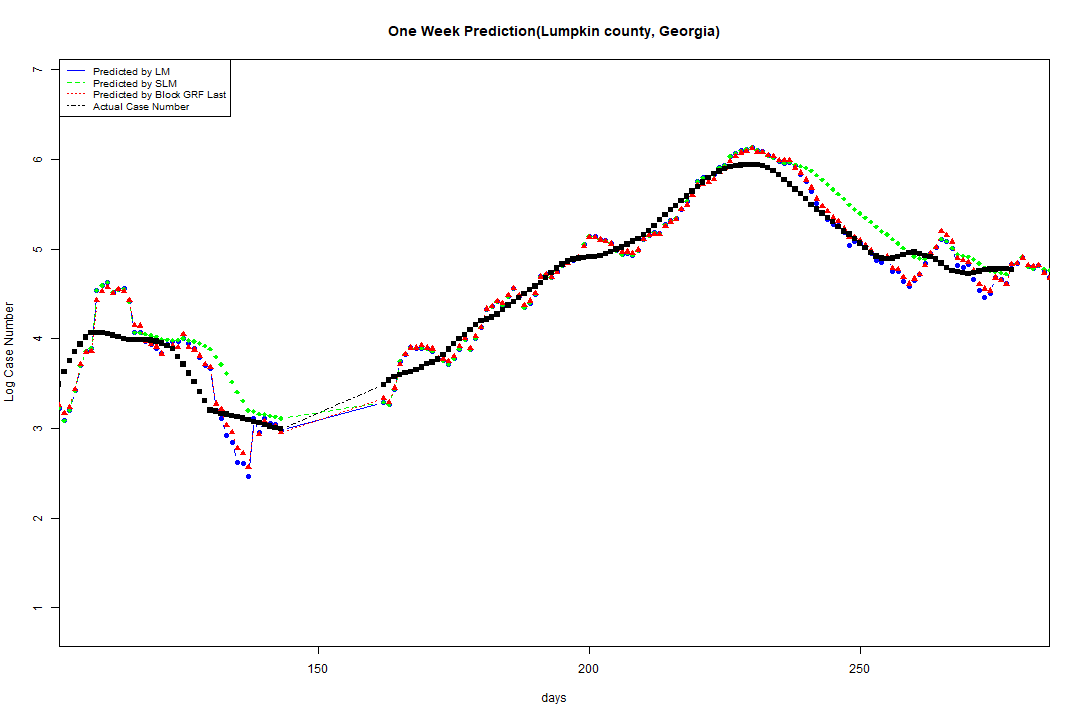 One Week Prediction(Lumpkin county, Georgia)
Predicted by LM
Predicted by SLM
Predicted by Block GRF Last
Actual Case Number
7
6
5
4
3
2
1
Log Case Number
150
200
250
days